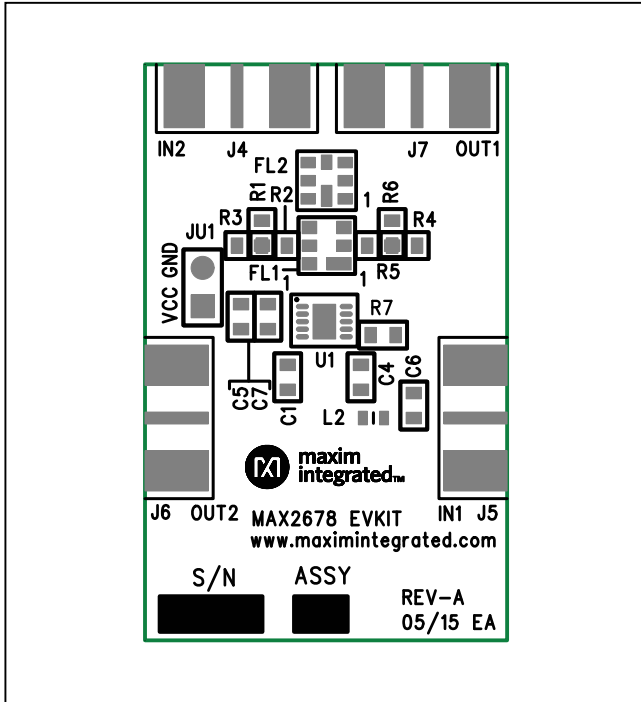 IN2 J4 J7 OUT1
FL2
R1 R2 1 R6
R3 R4
JU1
VCC GND
FL1 1 1 R5
R7
U1
C5 C7 C1 C4 C6
L2
maxim
integrated™
J6 OUT2 MAX2678 EVKIT IN1 J5
www.maximintegrated.com
S/N ASSY
REV-A
05/15 EA